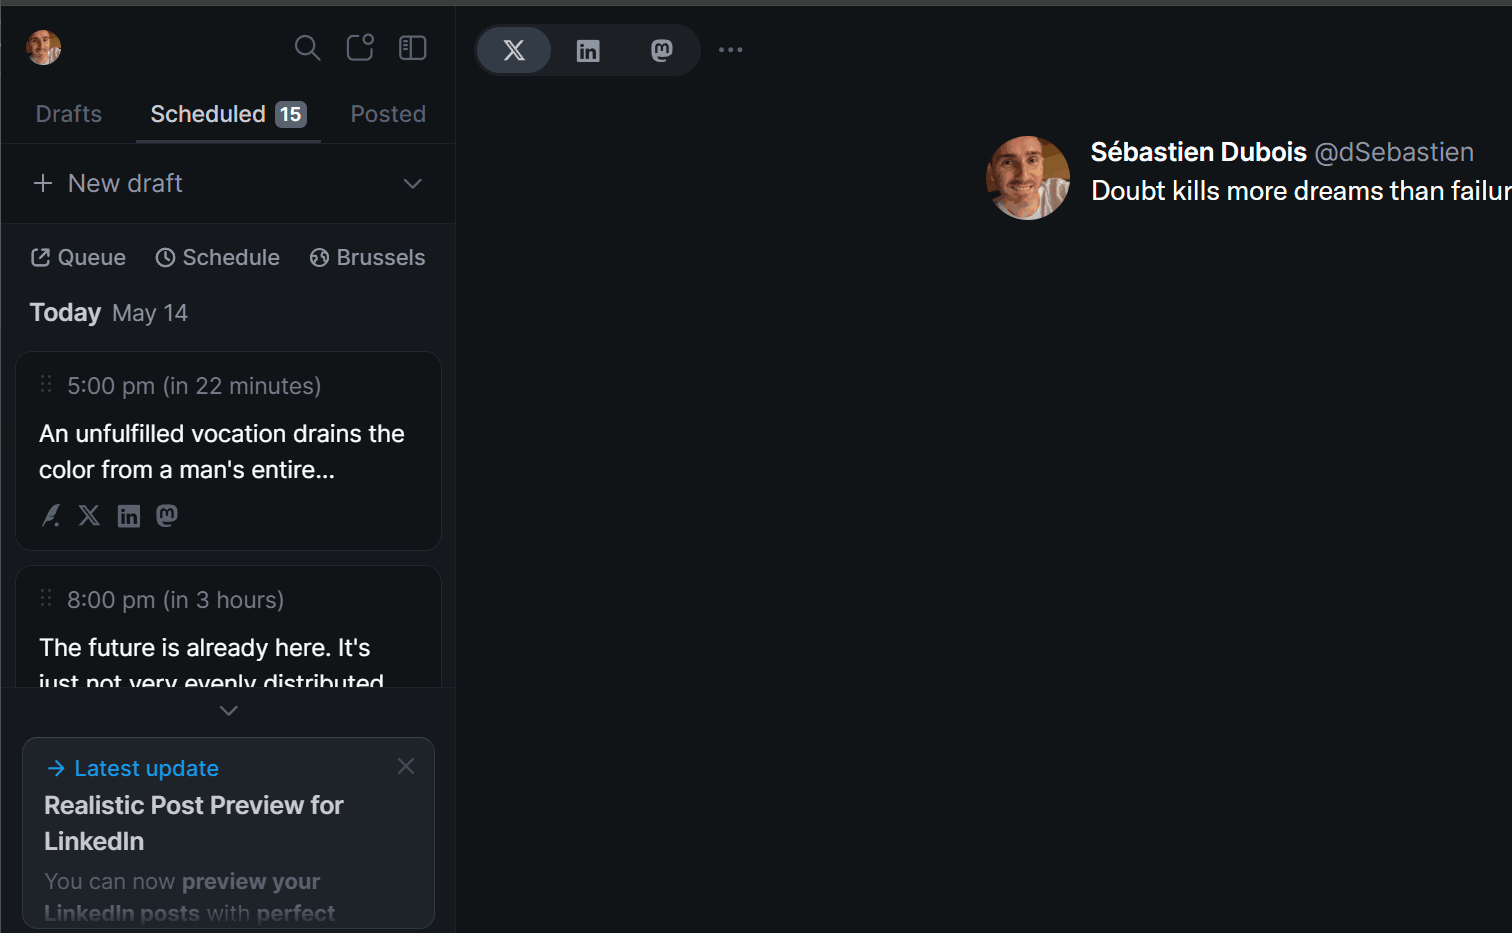 Drafts
Scheduled 15
Posted
New draft
Queue
Schedule
Brussels
Today May 14
5:00 pm (in 22 minutes)
An unfulfilled vocation drains the
color from a man's entire...
8:00 pm (in 3 hours)
The future is already here. It's
just not very evenly distributed
Latest update
Realistic Post Preview for
LinkedIn
You can now preview your
LinkedIn posts with perfect
Sébastien Dubois @dSebastien
Doubt kills more dreams than failur